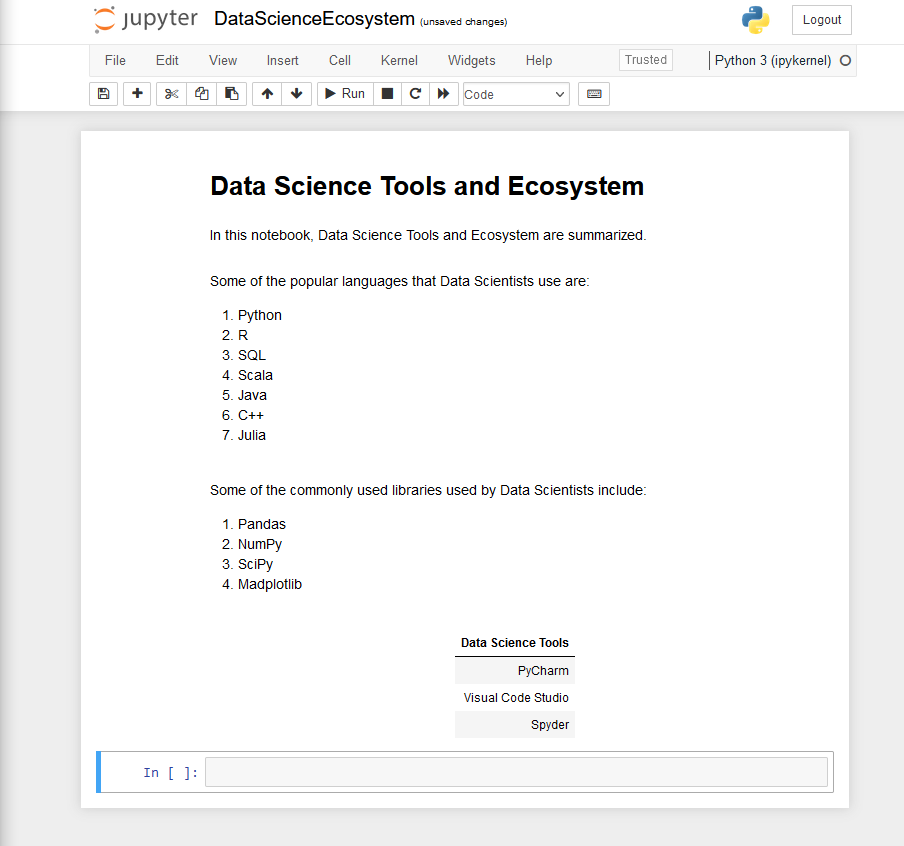 jupyter DataScienceEcosystem (unsaved changes) Logout
File Edit View Insert Cell Kernel Widgets Help Trusted Python 3 (ipykernel)
Run Code
Data Science Tools and Ecosystem
In this notebook, Data Science Tools and Ecosystem are summarized.
Some of the popular languages that Data Scientists use are:
1. Python
2. R
3. SQL
4. Scala
5. Java
6. C++
7. Julia
Some of the commonly used libraries used by Data Scientists include:
1. Pandas
2. NumPy
3. SciPy
4. Madplotlib
Data Science Tools
PyCharm
Visual Code Studio
Spyder
In [ ]: